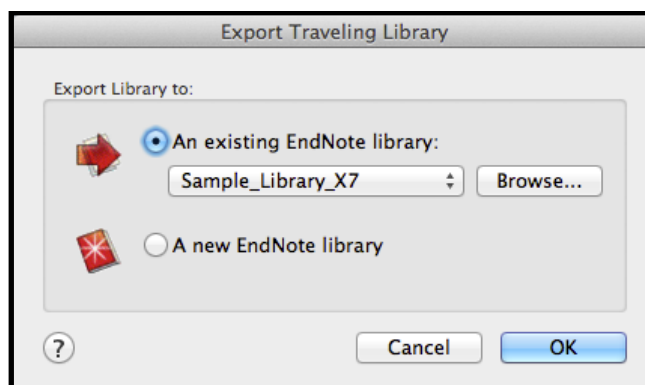 Export Traveling Library
Export Library to:
An existing EndNote library:
Sample_Library_X7
Browse...
A new EndNote library
?
Cancel
OK